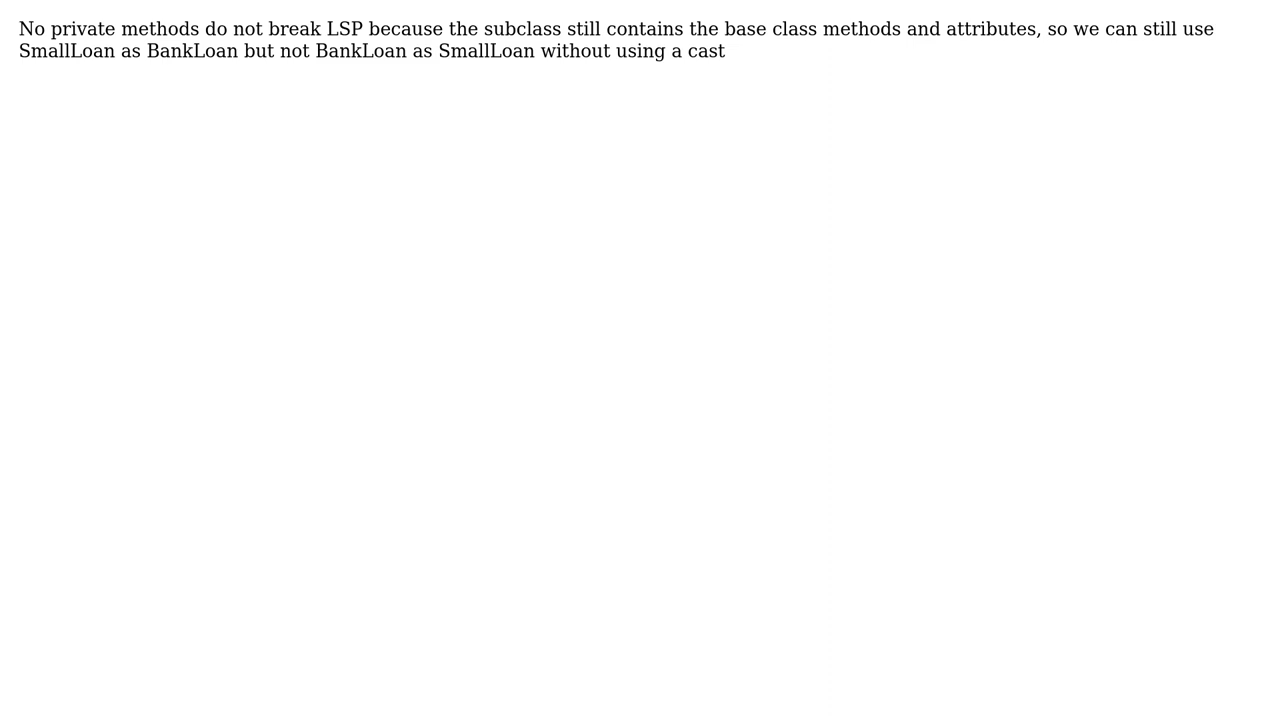 No private methods do not break LSP because the subclass still contains the base class methods and attributes, so we can still use
SmallLoan as BankLoan but not BankLoan as SmallLoan without using a cast